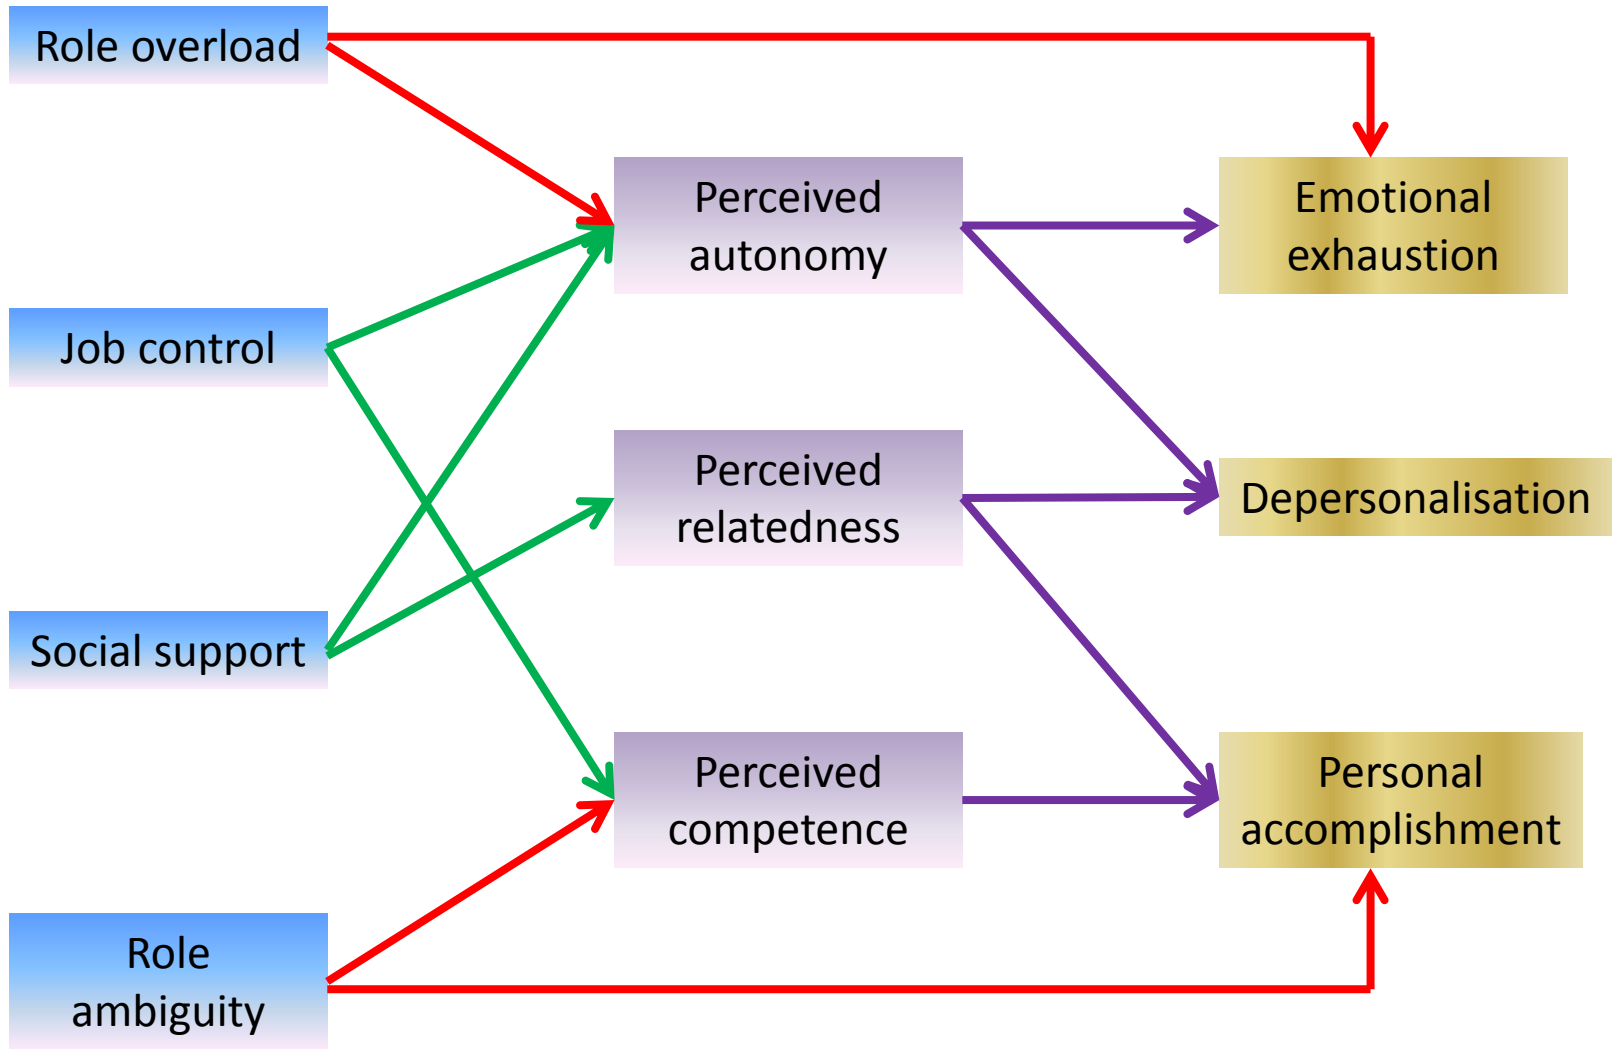 Role overload
Perceived
autonomy
Emotional
exhaustion
Job control
Perceived
relatedness
Depersonalisation
Social support
Perceived
competence
Personal
accomplishment
Role
ambiguity